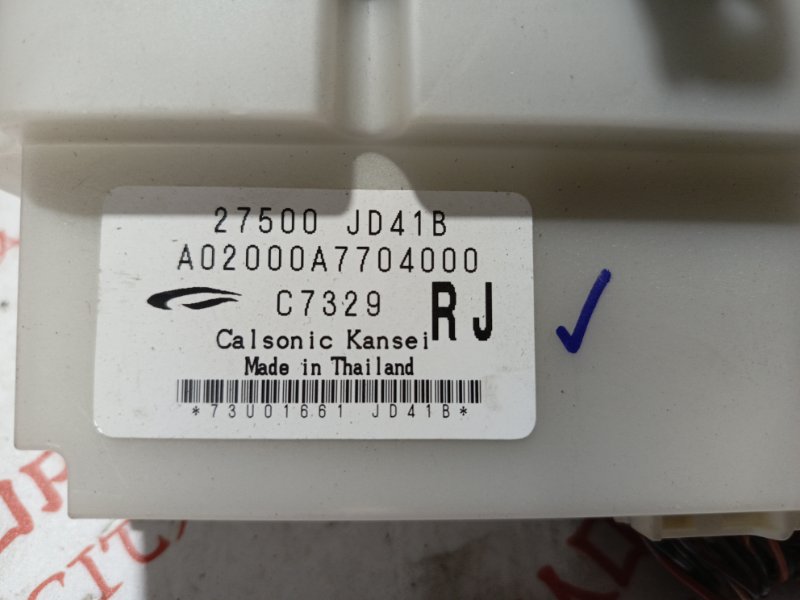 27500 JD41B
A02000A7704000
C7329 RJ
Calsonic Kansei
Made in Thailand
*73U01661 JD41B*